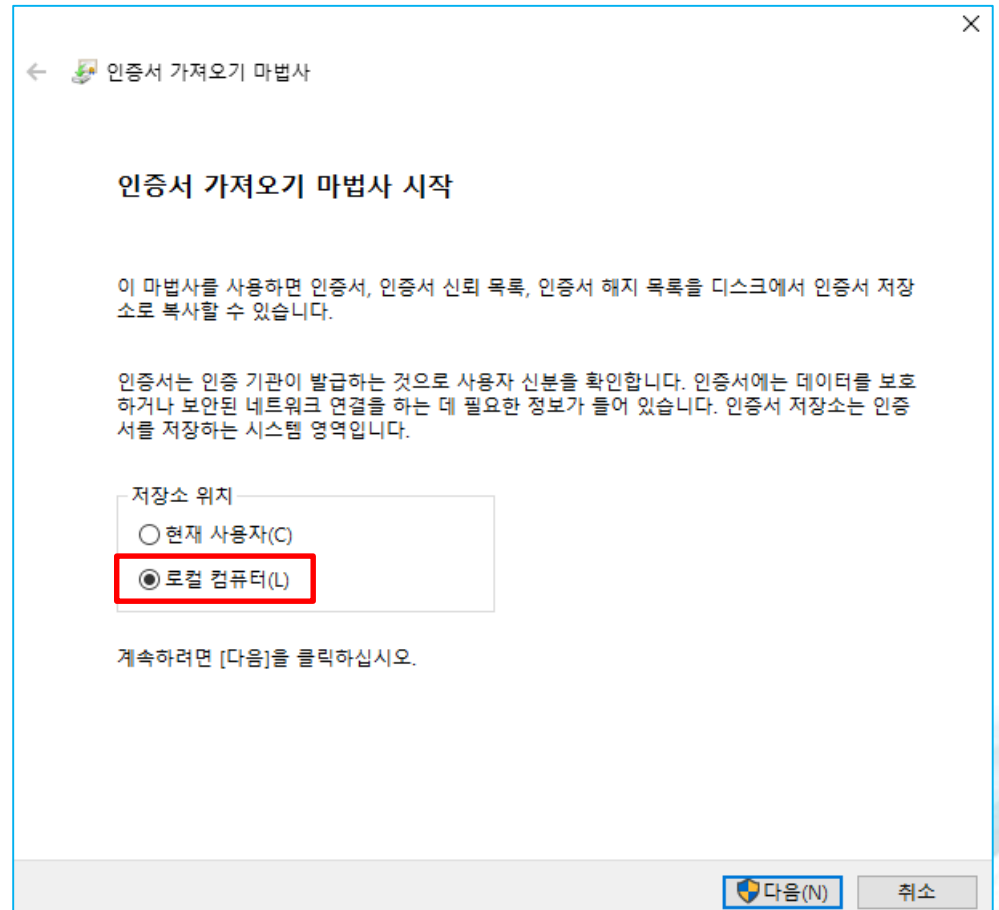 인증서 가져오기 마법사
인증서 가져오기 마법사 시작
이 마법사를 사용하면 인증서, 인증서 신뢰 목록, 인증서 해지 목록을 디스크에서 인증서 저장
소로 복사할 수 있습니다.
인증서는 인증 기관이 발급하는 것으로 사용자 신분을 확인합니다. 인증서에는 데이터를 보호
하거나 보안된 네트워크 연결을 하는 데 필요한 정보가 들어 있습니다. 인증서 저장소는 인증
서를 저장하는 시스템 영역입니다.
저장소 위치
현재 사용자(C)
로컬 컴퓨터(L)
계속하려면 [다음]을 클릭하십시오.
다음(N) 취소